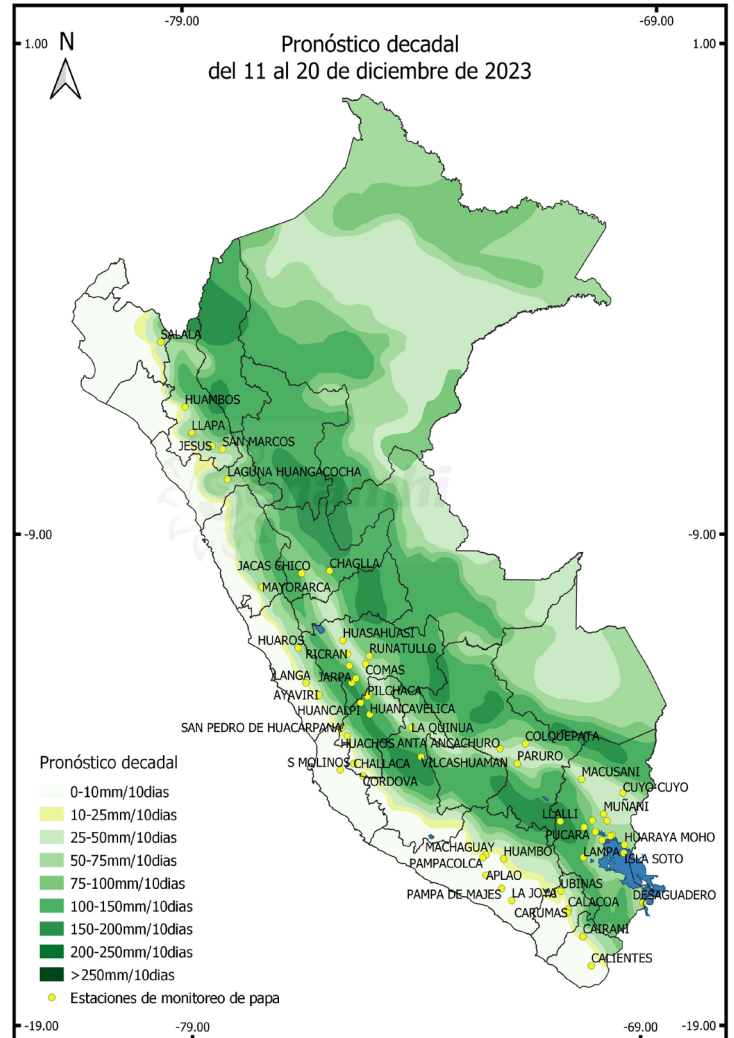 -79.00
-69.00
1.00
1.00
N
Pronóstico decadal
del 11 al 20 de diciembre de 2023
SALALA
HUAMBOS
LLAPA
JESUS
SAN MARCOS
LAGUNA HUANGACOCHA
-9.00
-9.00
JACAS CHICO
CHAGLLA
MAYORARCA
HUASAHUASI
HUAROS
RICRAN
RUNATULLO
COMAS
LANGA
JARPA
AYAVIRI
PILCHACA
HUANCALPI
HUANCAVELICA
SAN PEDRO DE HUACARPANA
LA QUINUA
HUACHOS
ANTA ANCACHURO
COLQUEPATA
PARURO
S MOLINOS
CHALLACA
VILCASHUAMAN
CORDOVA
MACUSANI
CUYO-CUYO
MUÑANI
LLALLI
PUCARA
HUARAYA MOHO
MACHAGUAY
HUAMBO
LAMPA
ISLA SOTO
PAMPACOLCA
APLAO
UBINAS
DESAGUADERO
PAMPA DE MAJES
LA JOYA
CALACOA
CARUMAS
CAIRANI
CALIENTES
Pronóstico decadal
0-10mm/10dias
10-25mm/10dias
25-50mm/10dias
50-75mm/10dias
75-100mm/10dias
100-150mm/10dias
150-200mm/10dias
200-250mm/10dias
>250mm/10dias
Estaciones de monitoreo de papa
-19.00
-19.00
-79.00
-69.00